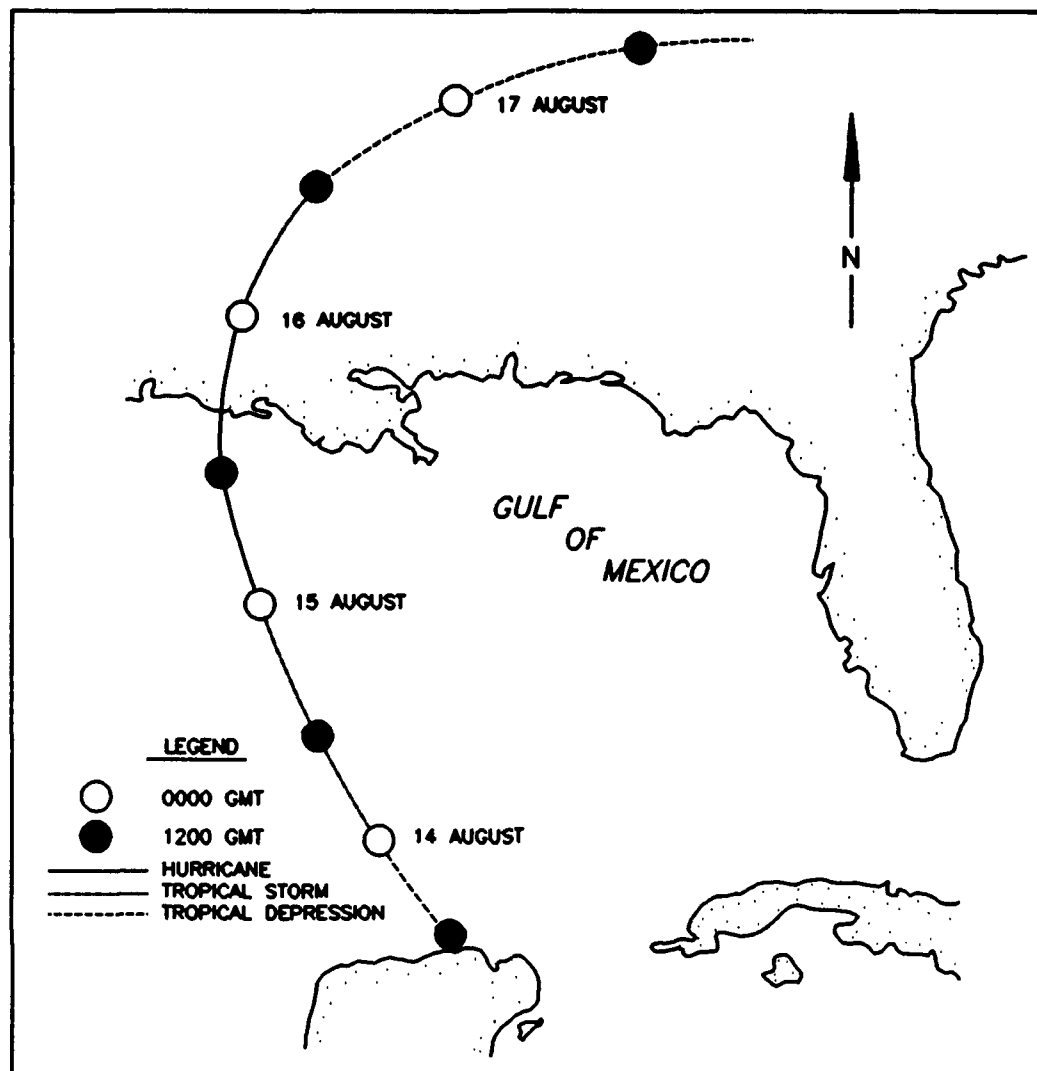 17 AUGUST
N
16 AUGUST
GULF
OF
MEXICO
15 AUGUST
LEGEND
0000 GMT
14 AUGUST
1200 GMT
HURRICANE
TROPICAL STORM
TROPICAL DEPRESSION